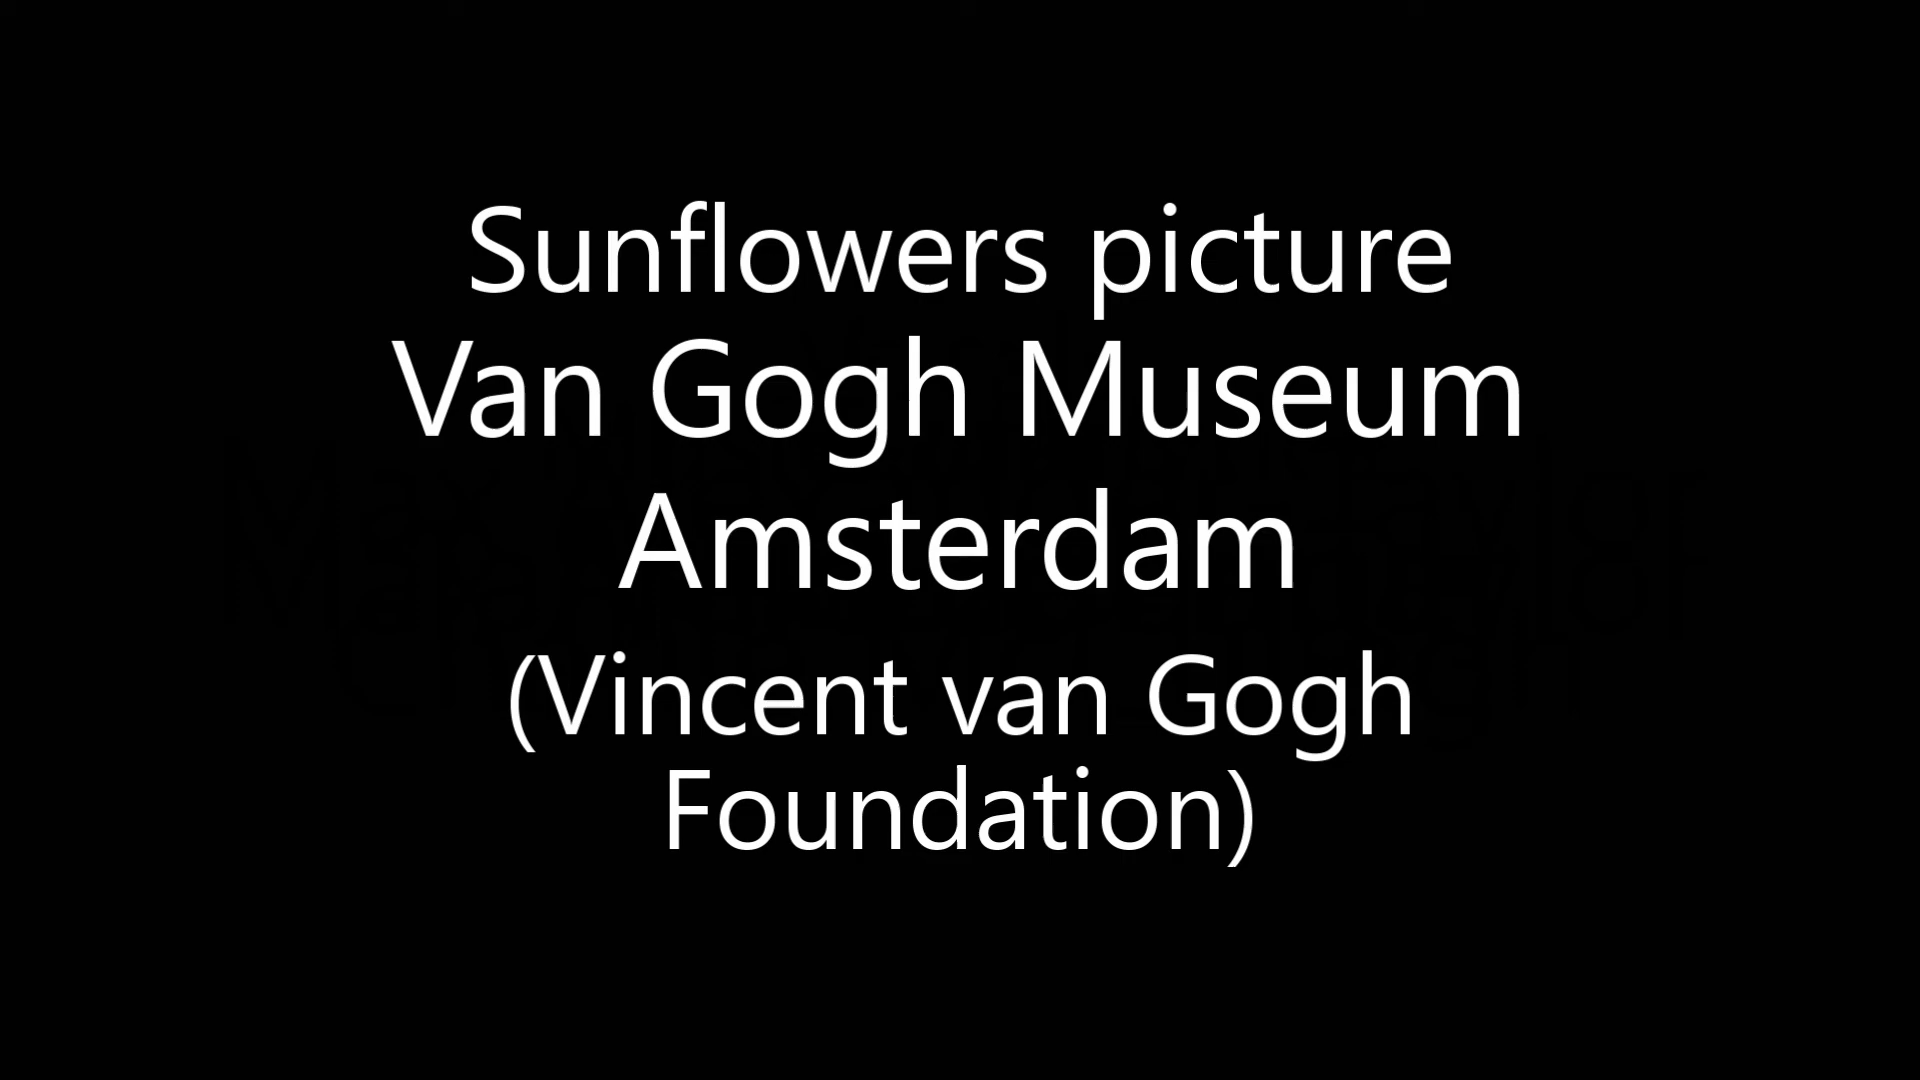 Sunflowers picture
Van Gogh Museum
Amsterdam
(Vincent van Gogh
Foundation)